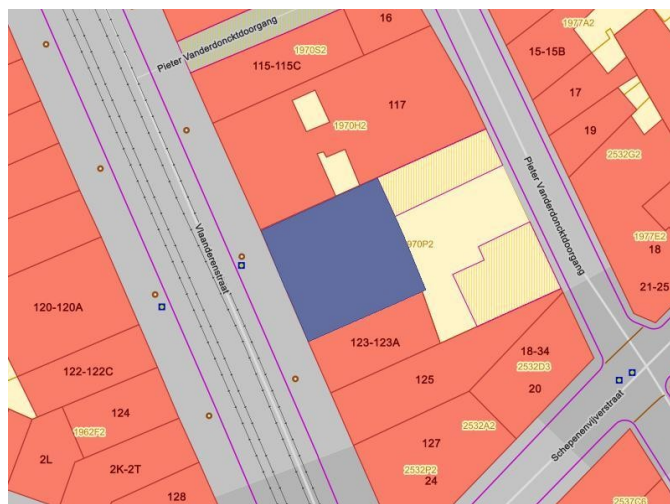 16
1977A2
Pieter Vanderdoncktdoorgang
1970S2
15-15B
115-115C
17
117
1970H2
19
2532G2
Pieter Vanderdoncktdoorgang
Vlaanderenstraat
1970P2
1977E2
18
21-25
120-120A
123-123A
18-34
2532D3
122-122C
125
20
124
2532A2
1962F2
127
Schepenenvijverstraat
2L
2K-2T
2532P2
24
128
2537C6